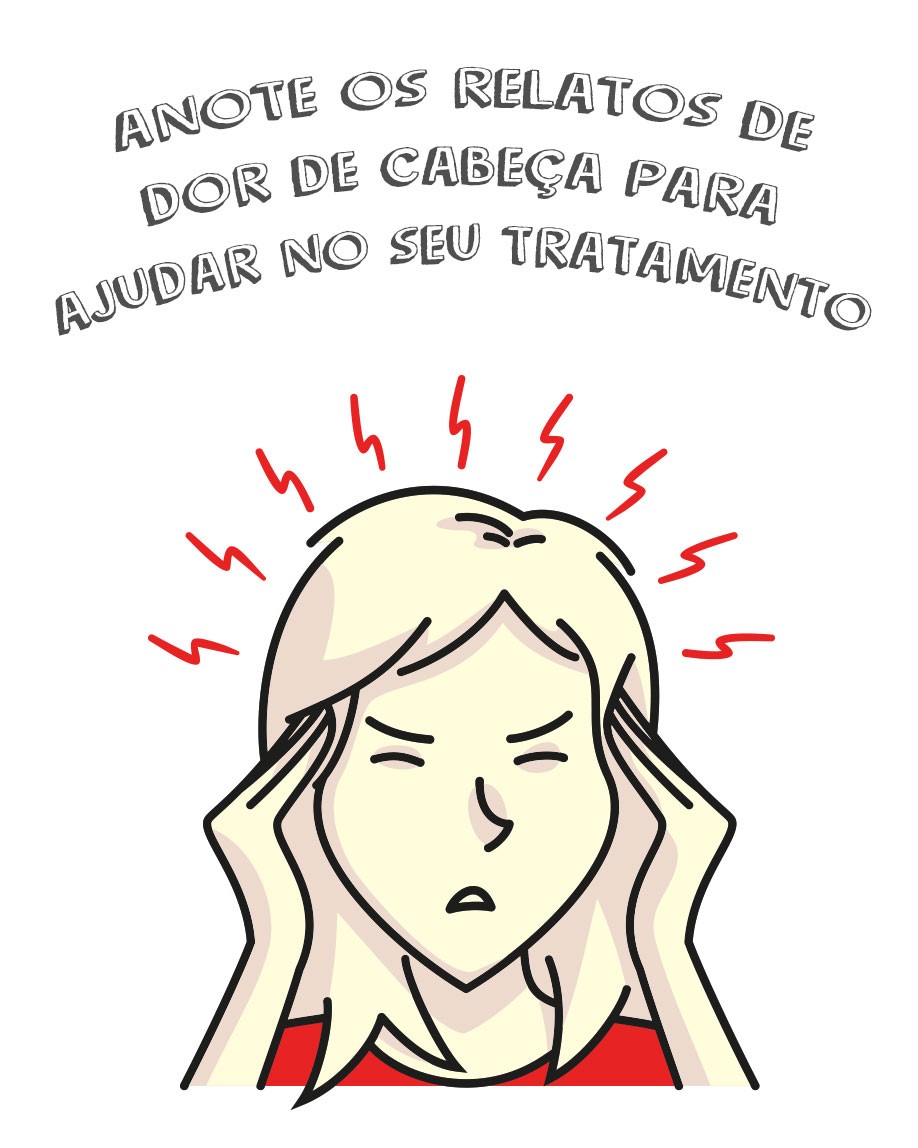 ANOTE OS RELATOS DE
DOR DE CABEÇA PARA
AJUDAR NO SEU TRATAMENTO